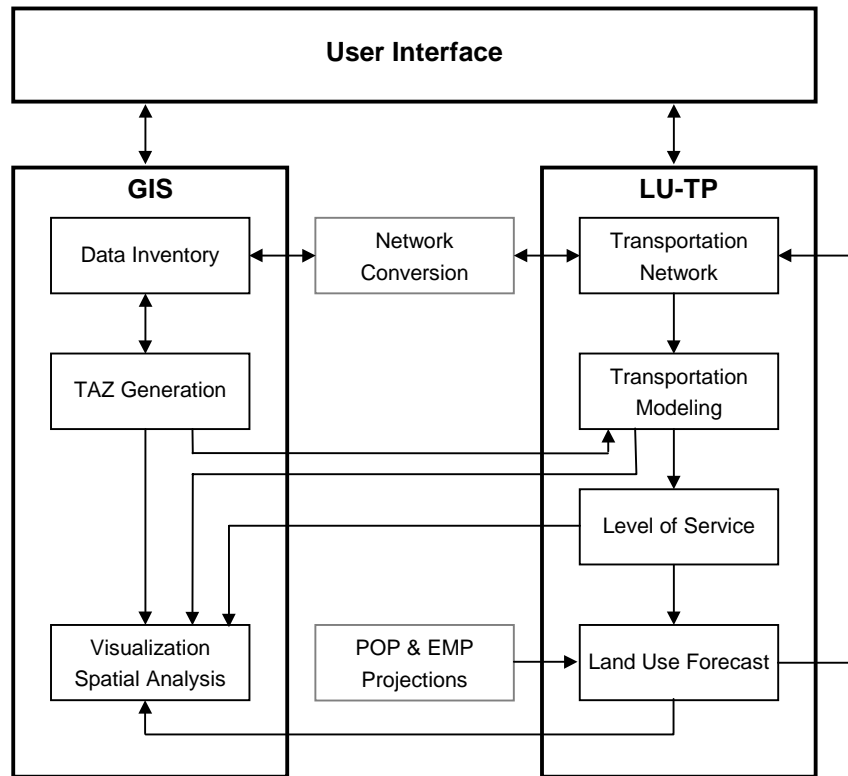 User Interface
GIS
LU-TP
Data Inventory
Network
Conversion
Transportation
Network
TAZ Generation
Transportation
Modeling
Level of Service
Visualization
Spatial Analysis
POP & EMP
Projections
Land Use Forecast